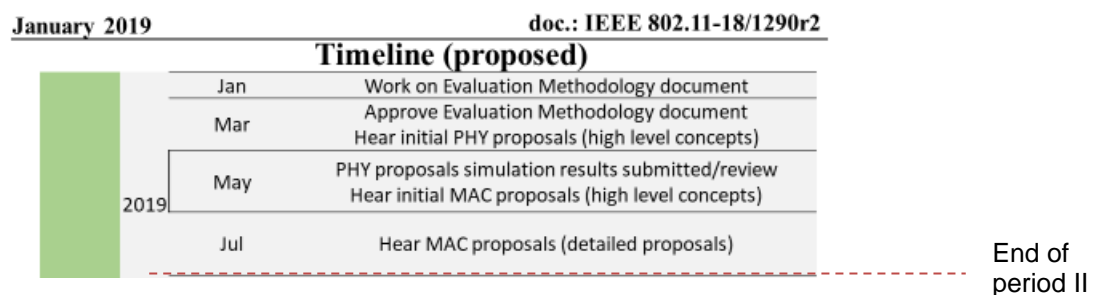 January 2019 doc.: IEEE 802.11-18/1290r2
Timeline (proposed)
Jan Work on Evaluation Methodology document
Mar Approve Evaluation Methodology document
Hear initial PHY proposals (high level concepts)
May PHY proposals simulation results submitted/review
Hear initial MAC proposals (high level concepts)
2019
Jul Hear MAC proposals (detailed proposals)
End of
period II